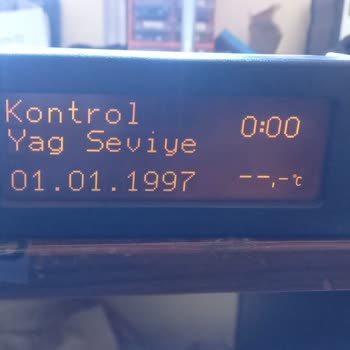 Kontrol
0:00
Yag Seviye
01.01.1997
--,-°C